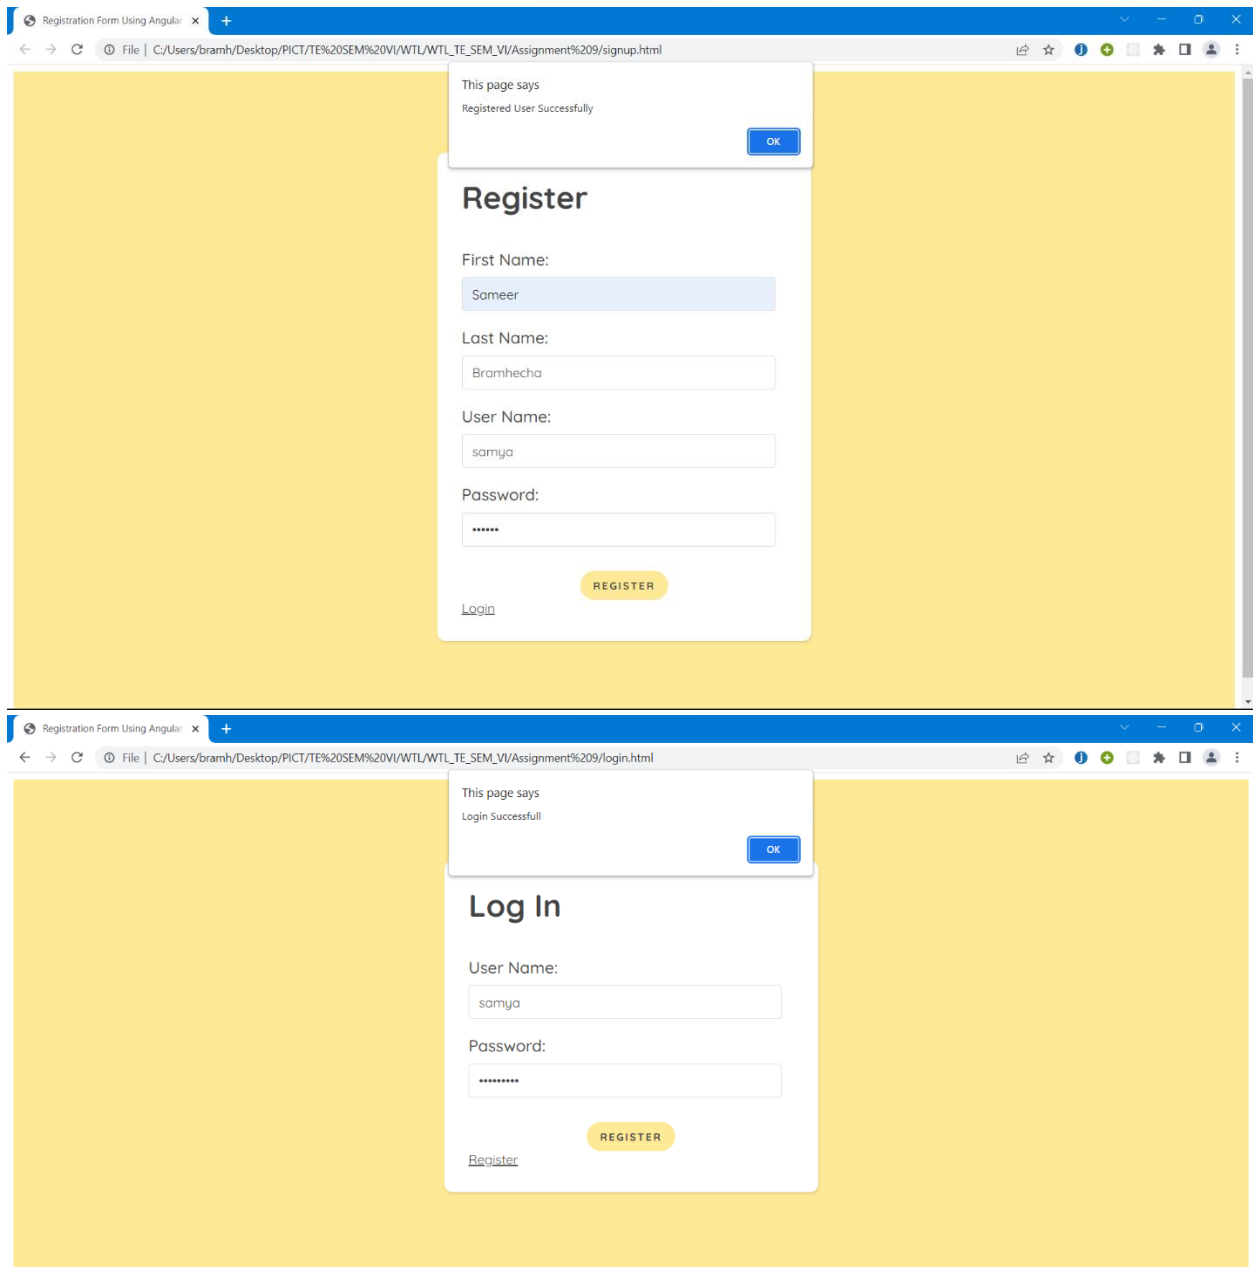 Registration Form Using Angular
File | C:/Users/bramh/Desktop/PICT/TE%20SEM%20VI/WTL/WTL_TE_SEM_VI/Assignment%209/signup.html
This page says
Registered User Successfully
OK
Register
First Name:
Sameer
Last Name:
Bramhecha
User Name:
samya
Password:
••••••
REGISTER
Login
Registration Form Using Angular
File | C:/Users/bramh/Desktop/PICT/TE%20SEM%20VI/WTL/WTL_TE_SEM_VI/Assignment%209/login.html
This page says
Login Successfull
OK
Log In
User Name:
samya
Password:
•••••••••
REGISTER
Register